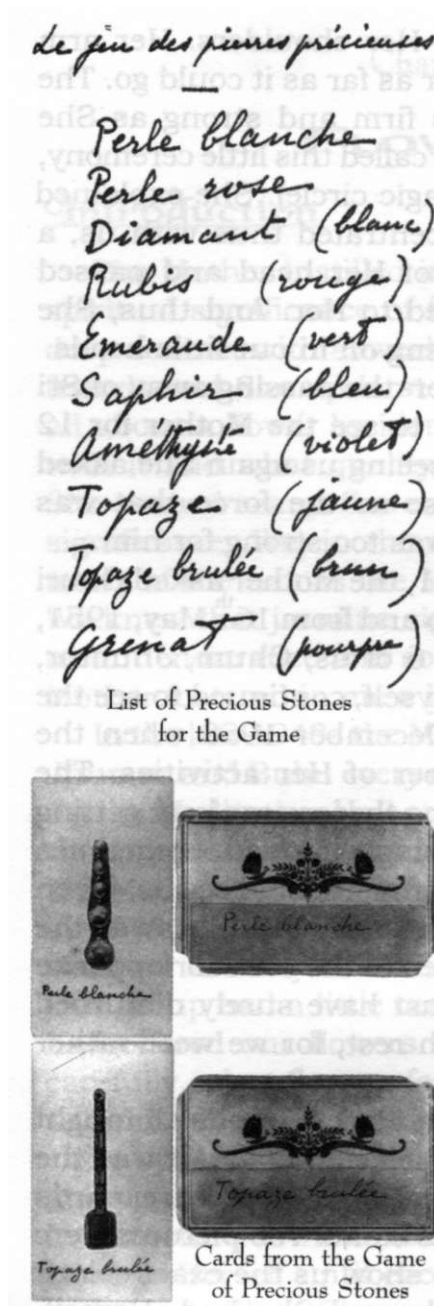 Le jeu des pierres précieuses
Perle blanche
Perle rose
Diamant (blanc)
Rubis (rouge)
Émeraude (vert)
Saphir (bleu)
Améthyste (violet)
Topaze (jaune)
Topaze brulée (brun)
Grenat (pourpre)
List of Precious Stones
for the Game
Perle blanche
Perle blanche
Topaze brulée
Topaze brulée
Cards from the Game
of Precious Stones